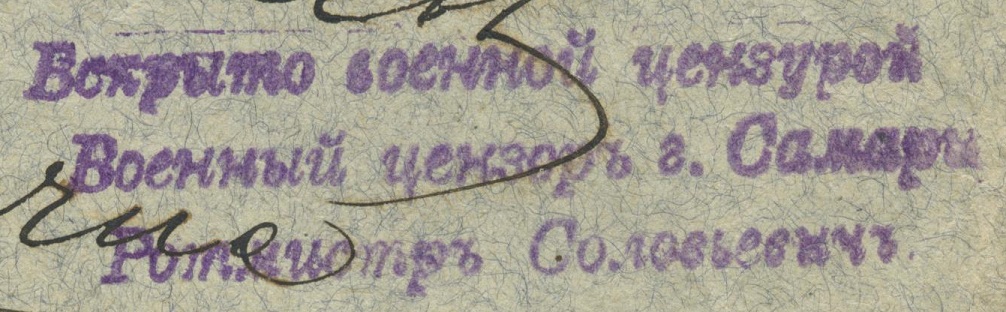 Вскрыто военной цензурой
Военный цензоръ г. Самары
Ротмистръ Соловьевичъ.